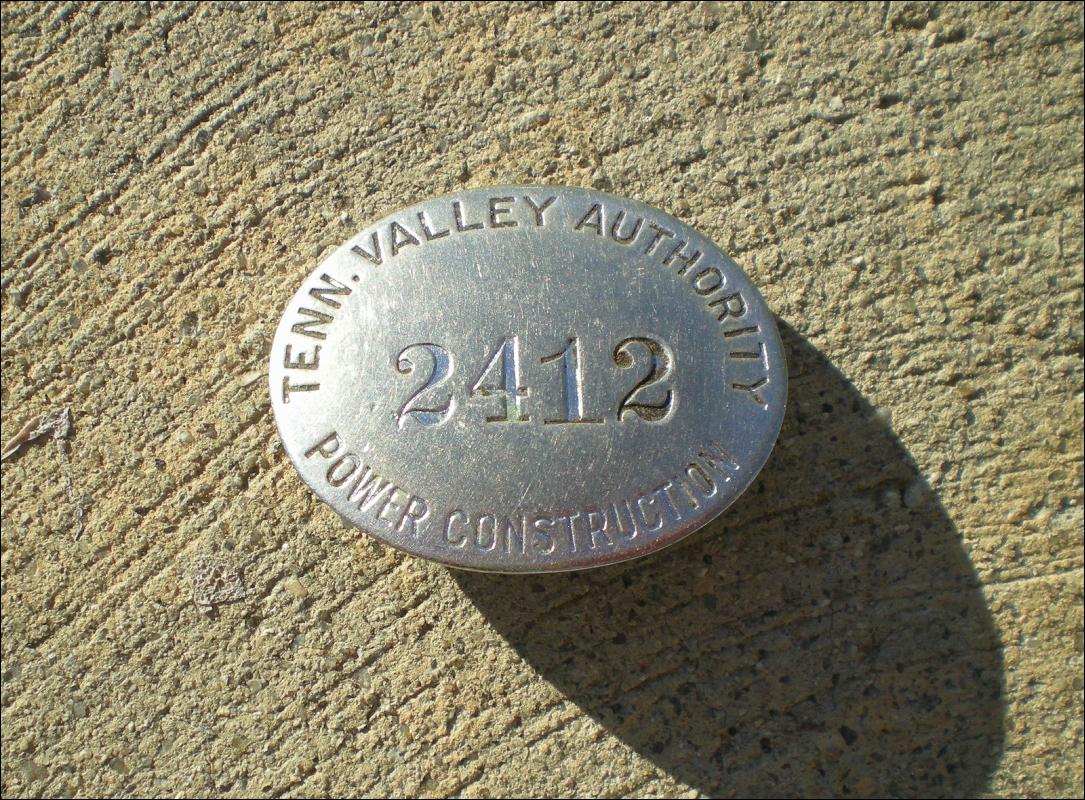 TENN. VALLEY AUTHORITY
2412
POWER CONSTRUCTION